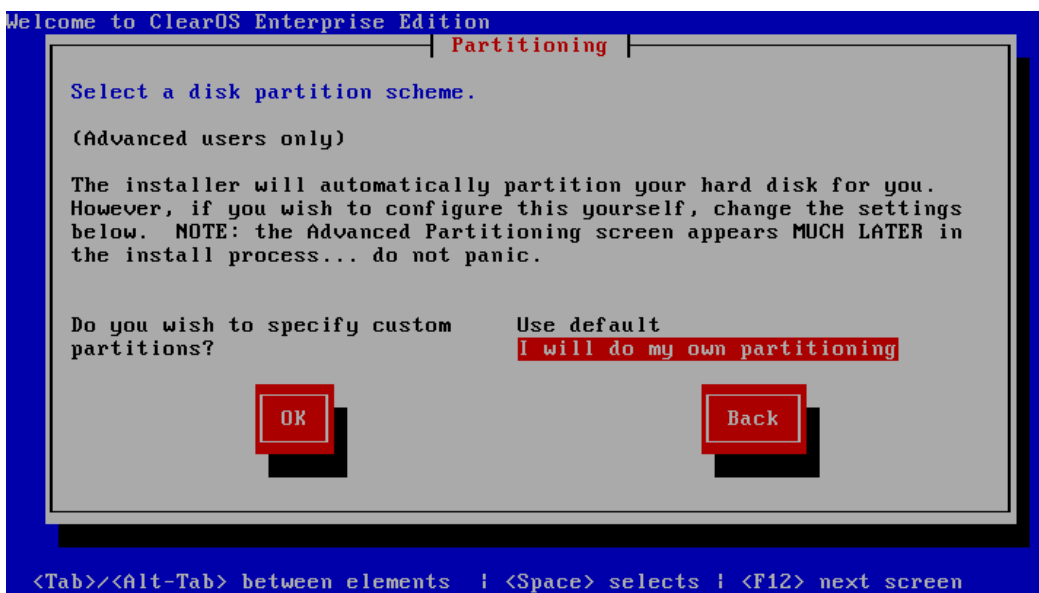 Welcome to ClearOS Enterprise Edition
Partitioning
Select a disk partition scheme.
(Advanced users only)
The installer will automatically partition your hard disk for you.
However, if you wish to configure this yourself, change the settings
below.  NOTE: the Advanced Partitioning screen appears MUCH LATER in
the install process... do not panic.
Do you wish to specify custom
partitions?
Use default
I will do my own partitioning
OK
Back
<Tab>/<Alt-Tab> between elements  | <Space> selects | <F12> next screen